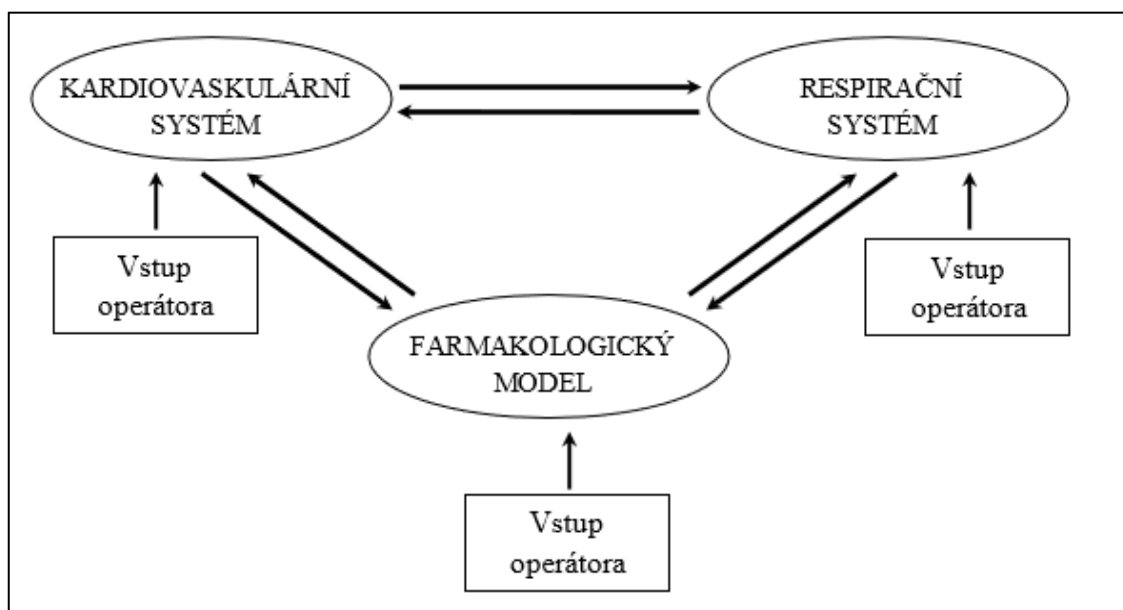 KARDIOVASKULÁRNÍ
SYSTÉM
RESPIRAČNÍ
SYSTÉM
Vstup
operátora
Vstup
operátora
FARMAKOLOGICKÝ
MODEL
Vstup
operátora